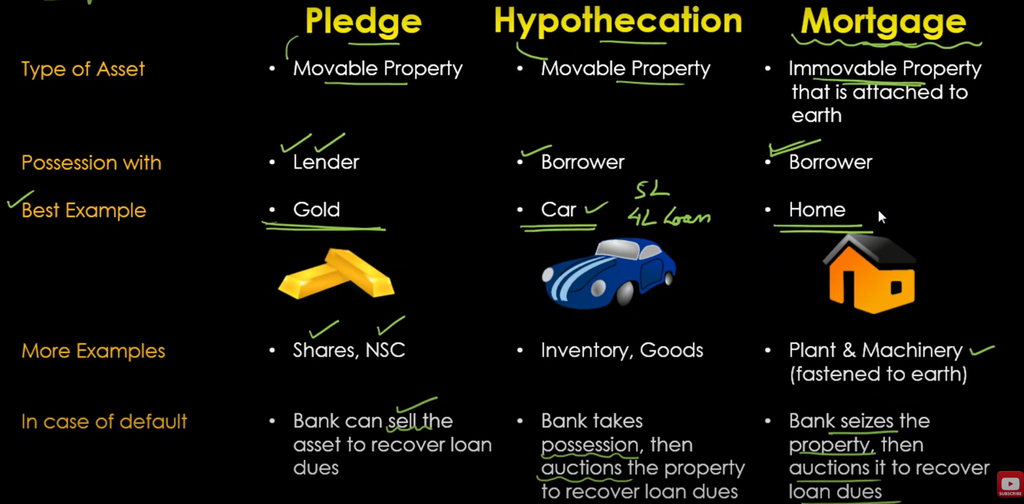 Pledge Hypothecation Mortgage
Type of Asset • Movable Property • Movable Property • Immovable Property
that is attached to
earth
Possession with • Lender • Borrower • Borrower
5L
Best Example • Gold • Car 4L Loan • Home
More Examples • Shares, NSC • Inventory, Goods • Plant & Machinery
(fastened to earth)
In case of default • Bank can sell the • Bank takes • Bank seizes the
asset to recover loan possession, then property, then
dues auctions the property auctions it to recover
to recover loan dues loan dues
SUBSCRIBE